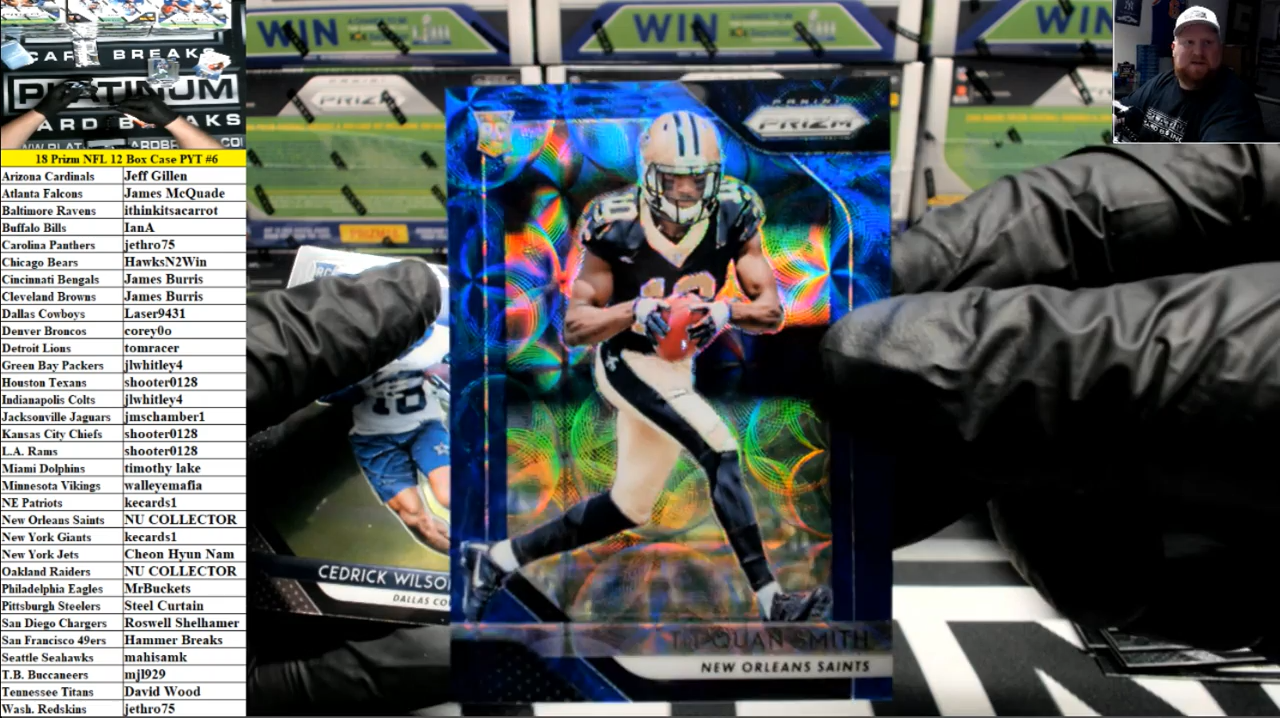 CARD BREAKS
PLATINUM
ARD BREAKS
18 Prizm NFL 12 Box Case PYT #6
Arizona Cardinals Jeff Gillen
Atlanta Falcons James McQuade
Baltimore Ravens ithinkitsacarrot
Buffalo Bills IanA
Carolina Panthers jethro75
Chicago Bears HawksN2Win
Cincinnati Bengals James Burris
Cleveland Browns James Burris
Dallas Cowboys Laser9431
Denver Broncos corey0o
Detroit Lions tomracer
Green Bay Packers jlwhitley4
Houston Texans shooter0128
Indianapolis Colts jlwhitley4
Jacksonville Jaguars jmschamber1
Kansas City Chiefs shooter0128
L.A. Rams shooter0128
Miami Dolphins timothy lake
Minnesota Vikings walleyemafia
NE Patriots kecards1
New Orleans Saints NU COLLECTOR
New York Giants kecards1
New York Jets Cheon Hyun Nam
Oakland Raiders NU COLLECTOR
Philadelphia Eagles MrBuckets
Pittsburgh Steelers Steel Curtain
San Diego Chargers Roswell Shelhamer
San Francisco 49ers Hammer Breaks
Seattle Seahawks mahisamk
T.B. Buccaneers mjl929
Tennessee Titans David Wood
Wash. Redskins jethro75
WIN
WIN
WIN
PRIZM
RC
PANINI
PRIZM
10
CEDRICK WILSO
DALLAS CO
TRE'QUAN SMITH
NEW ORLEANS SAINTS